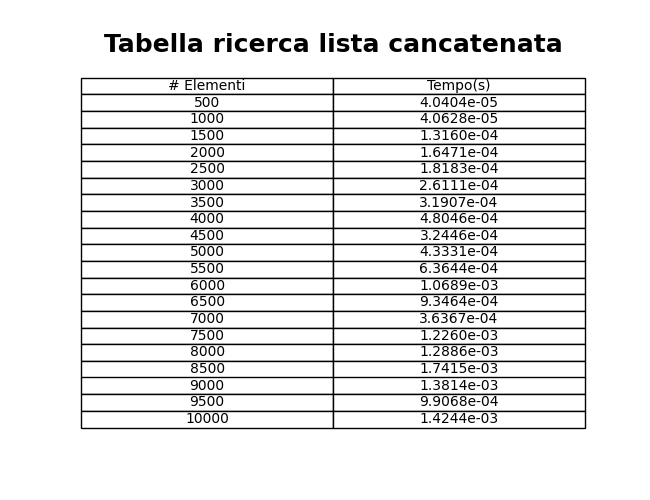 Tabella ricerca lista cancatenata
# Elementi Tempo(s)
500 4.0404e-05
1000 4.0628e-05
1500 1.3160e-04
2000 1.6471e-04
2500 1.8183e-04
3000 2.6111e-04
3500 3.1907e-04
4000 4.8046e-04
4500 3.2446e-04
5000 4.3331e-04
5500 6.3644e-04
6000 1.0689e-03
6500 9.3464e-04
7000 3.6367e-04
7500 1.2260e-03
8000 1.2886e-03
8500 1.7415e-03
9000 1.3814e-03
9500 9.9068e-04
10000 1.4244e-03